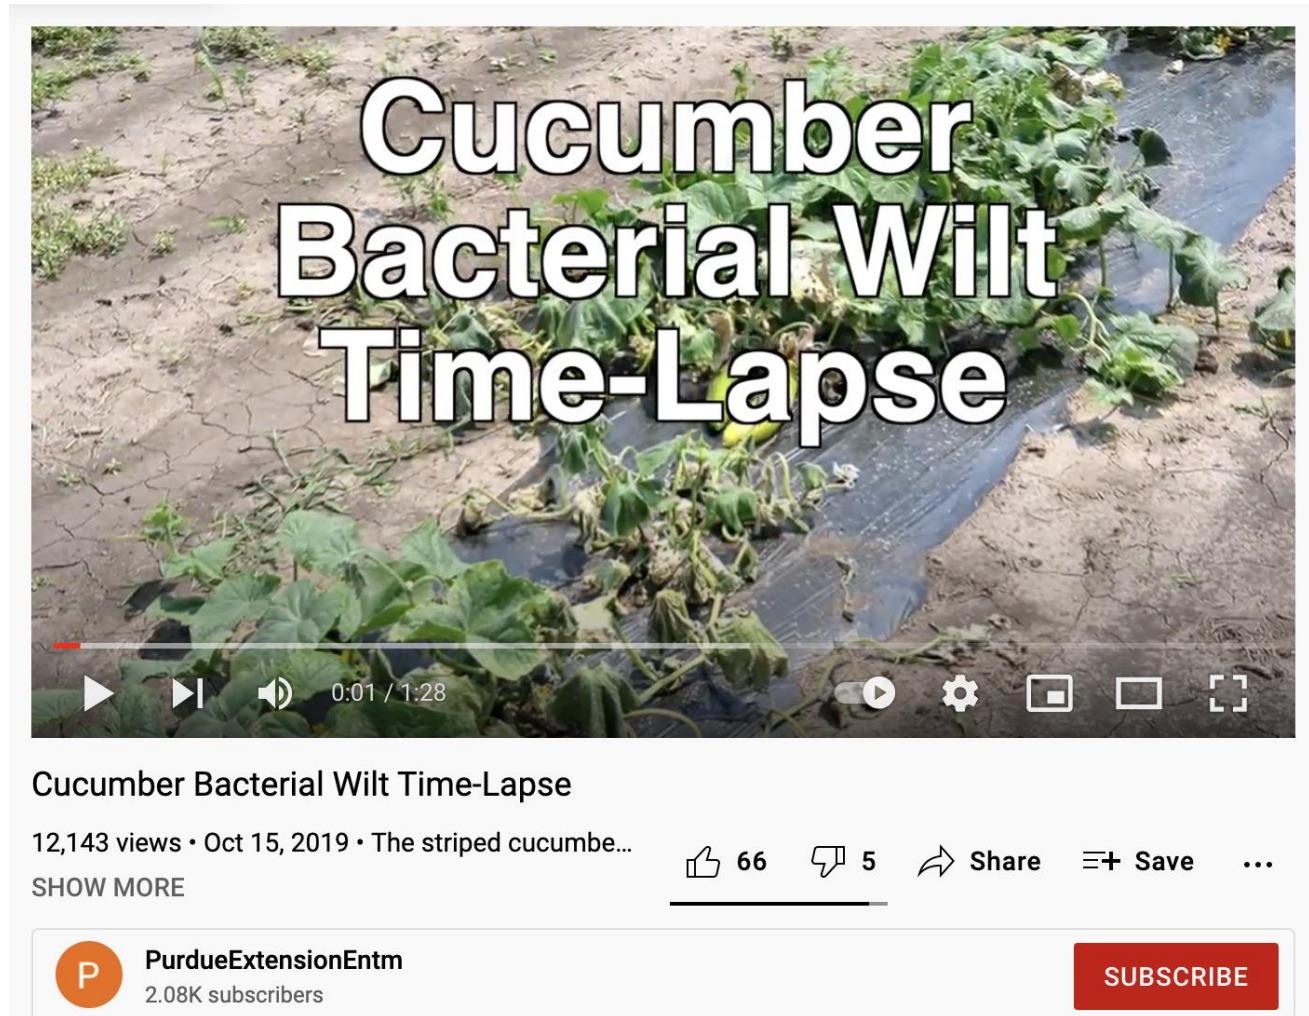 Cucumber
Bacterial Wilt
Time-Lapse
0:01 / 1:28
Cucumber Bacterial Wilt Time-Lapse
12,143 views • Oct 15, 2019 • The striped cucumbe...
66 5 Share Save
SHOW MORE
P
PurdueExtensionEntm
2.08K subscribers
SUBSCRIBE